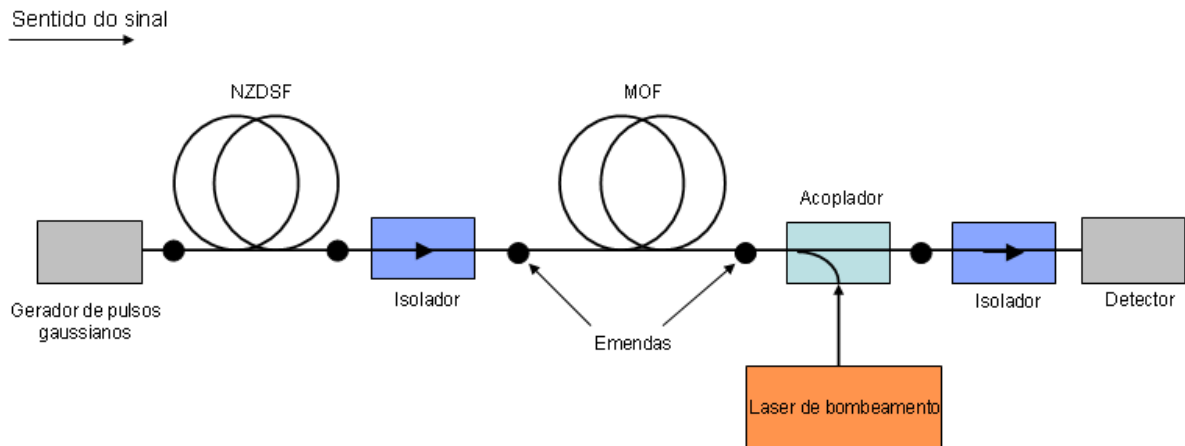 Sentido do sinal
NZDSF
MOF
Acoplador
Isolador
Isolador
Detector
Gerador de pulsos
gaussianos
Emendas
Laser de bombeamento